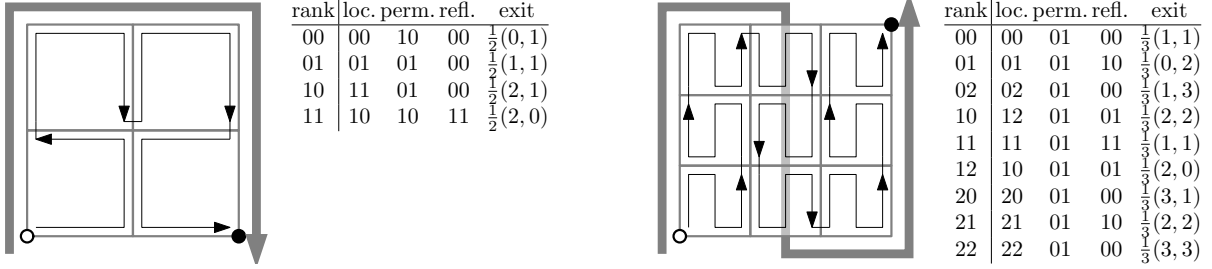 rank loc. perm. refl. exit
00 00 10 00 ½(0, 1)
01 01 01 00 ½(1, 1)
10 11 01 00 ½(2, 1)
11 10 10 11 ½(2, 0)
rank loc. perm. refl. exit
00 00 01 00 ⅓(1, 1)
01 01 01 10 ⅓(0, 2)
02 02 01 00 ⅓(1, 3)
10 12 01 01 ⅓(2, 2)
11 11 01 11 ⅓(1, 1)
12 10 01 01 ⅓(2, 0)
20 20 01 00 ⅓(3, 1)
21 21 01 10 ⅓(2, 2)
22 22 01 00 ⅓(3, 3)